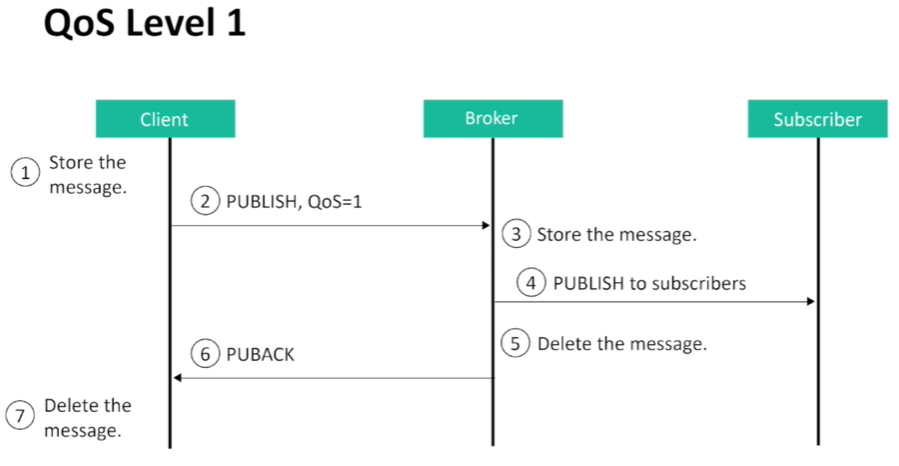 QoS Level 1
Client
Broker
Subscriber
1 Store the
message.
2 PUBLISH, QoS=1
3 Store the message.
4 PUBLISH to subscribers
5 Delete the message.
6 PUBACK
7 Delete the
message.